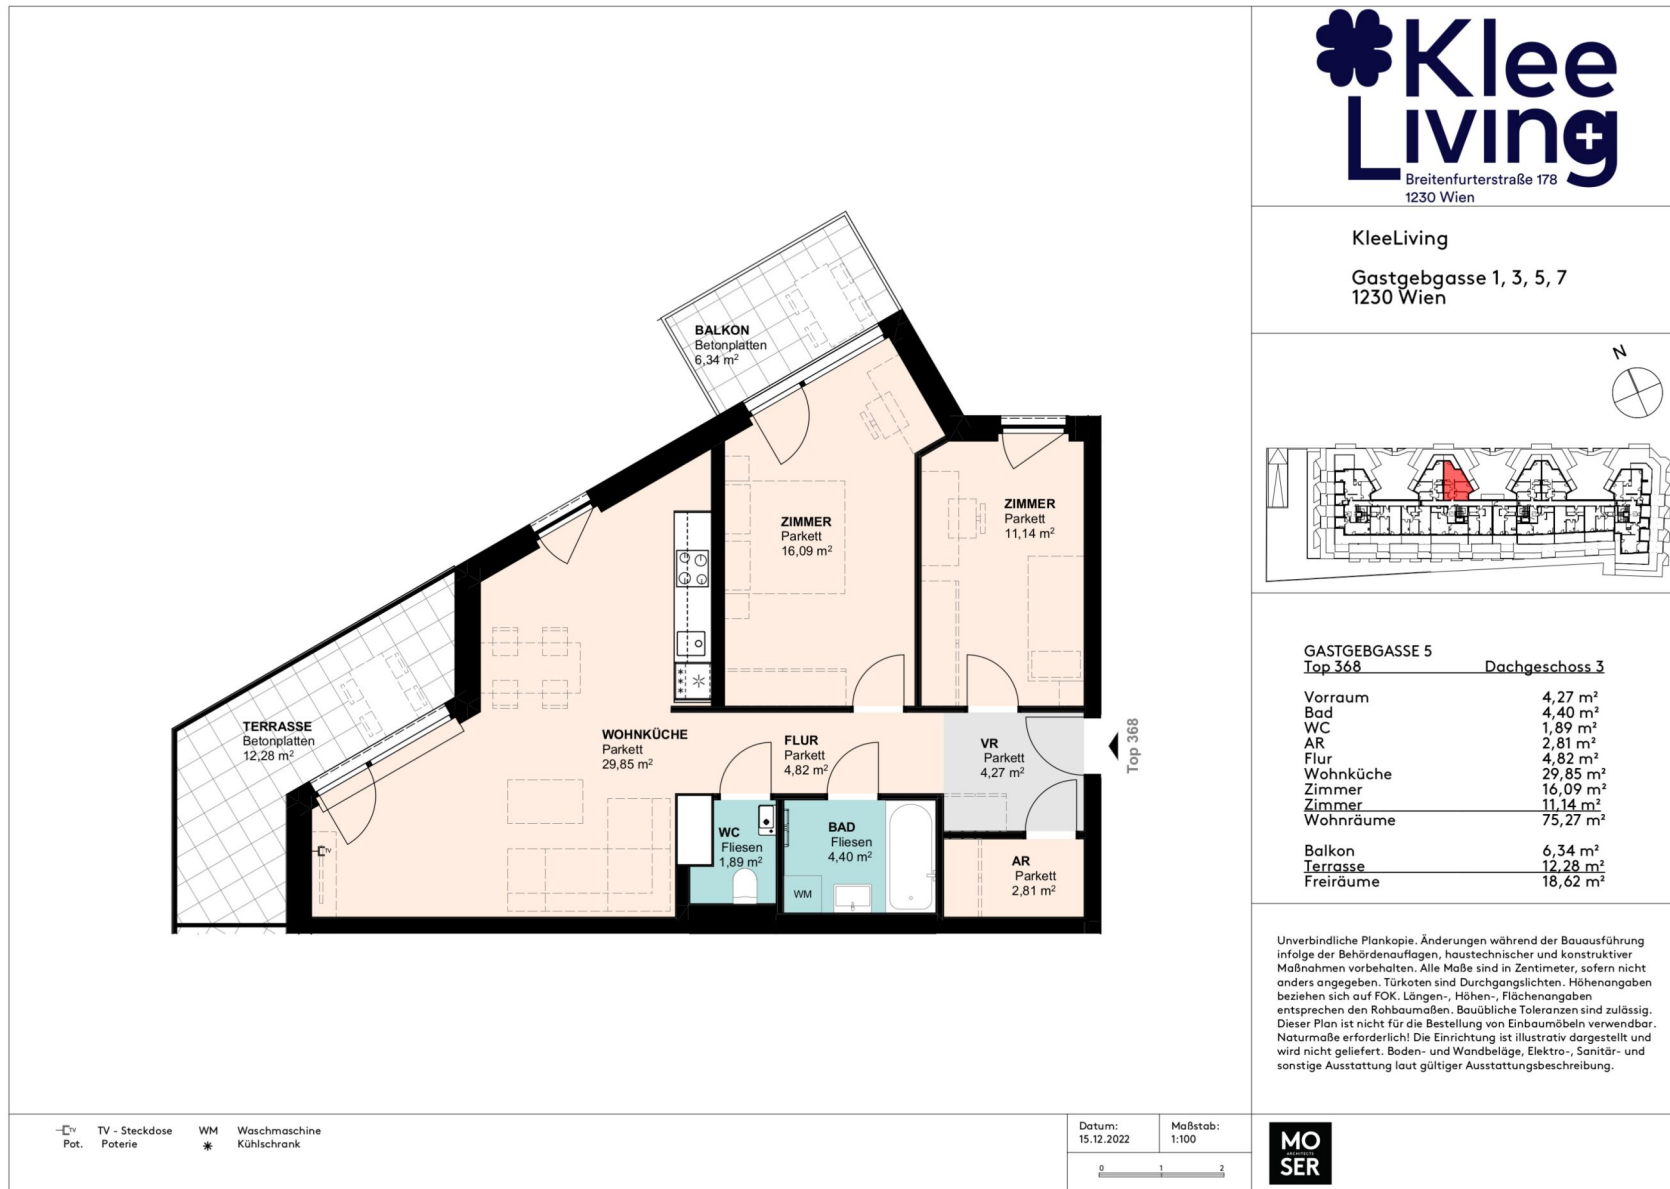 Klee
Living
Breitenfurterstraße 178
1230 Wien
KleeLiving
Gastgebgasse 1, 3, 5, 7
1230 Wien
N
BALKON
Betonplatten
6,34 m²
ZIMMER
Parkett
16,09 m²
ZIMMER
Parkett
11,14 m²
TERRASSE
Betonplatten
12,28 m²
WOHNKÜCHE
Parkett
29,85 m²
FLUR
Parkett
4,82 m²
VR
Parkett
4,27 m²
Top 368
WC
Fliesen
1,89 m²
BAD
Fliesen
4,40 m²
WM
AR
Parkett
2,81 m²
TV
GASTGEBGASSE 5
Top 368 Dachgeschoss 3
Vorraum 4,27 m²
Bad 4,40 m²
WC 1,89 m²
AR 2,81 m²
Flur 4,82 m²
Wohnküche 29,85 m²
Zimmer 16,09 m²
Zimmer 11,14 m²
Wohnräume 75,27 m²
Balkon 6,34 m²
Terrasse 12,28 m²
Freiräume 18,62 m²
Unverbindliche Plankopie. Änderungen während der Bauausführung
infolge der Behördenauflagen, haustechnischer und konstruktiver
Maßnahmen vorbehalten. Alle Maße sind in Zentimeter, sofern nicht
anders angegeben. Türkoten sind Durchgangslichten. Höhenangaben
beziehen sich auf FOK. Längen-, Höhen-, Flächenangaben
entsprechen den Rohbaumaßen. Bauübliche Toleranzen sind zulässig.
Dieser Plan ist nicht für die Bestellung von Einbaumöbeln verwendbar.
Naturmaße erforderlich! Die Einrichtung ist illustrativ dargestellt und
wird nicht geliefert. Boden- und Wandbeläge, Elektro-, Sanitär- und
sonstige Ausstattung laut gültiger Ausstattungsbeschreibung.
TV TV - Steckdose WM Waschmaschine
Pot. Poterie Kühlschrank
Datum: Maßstab:
15.12.2022 1:100
0 1 2
MO
ARCHITECTS
SER